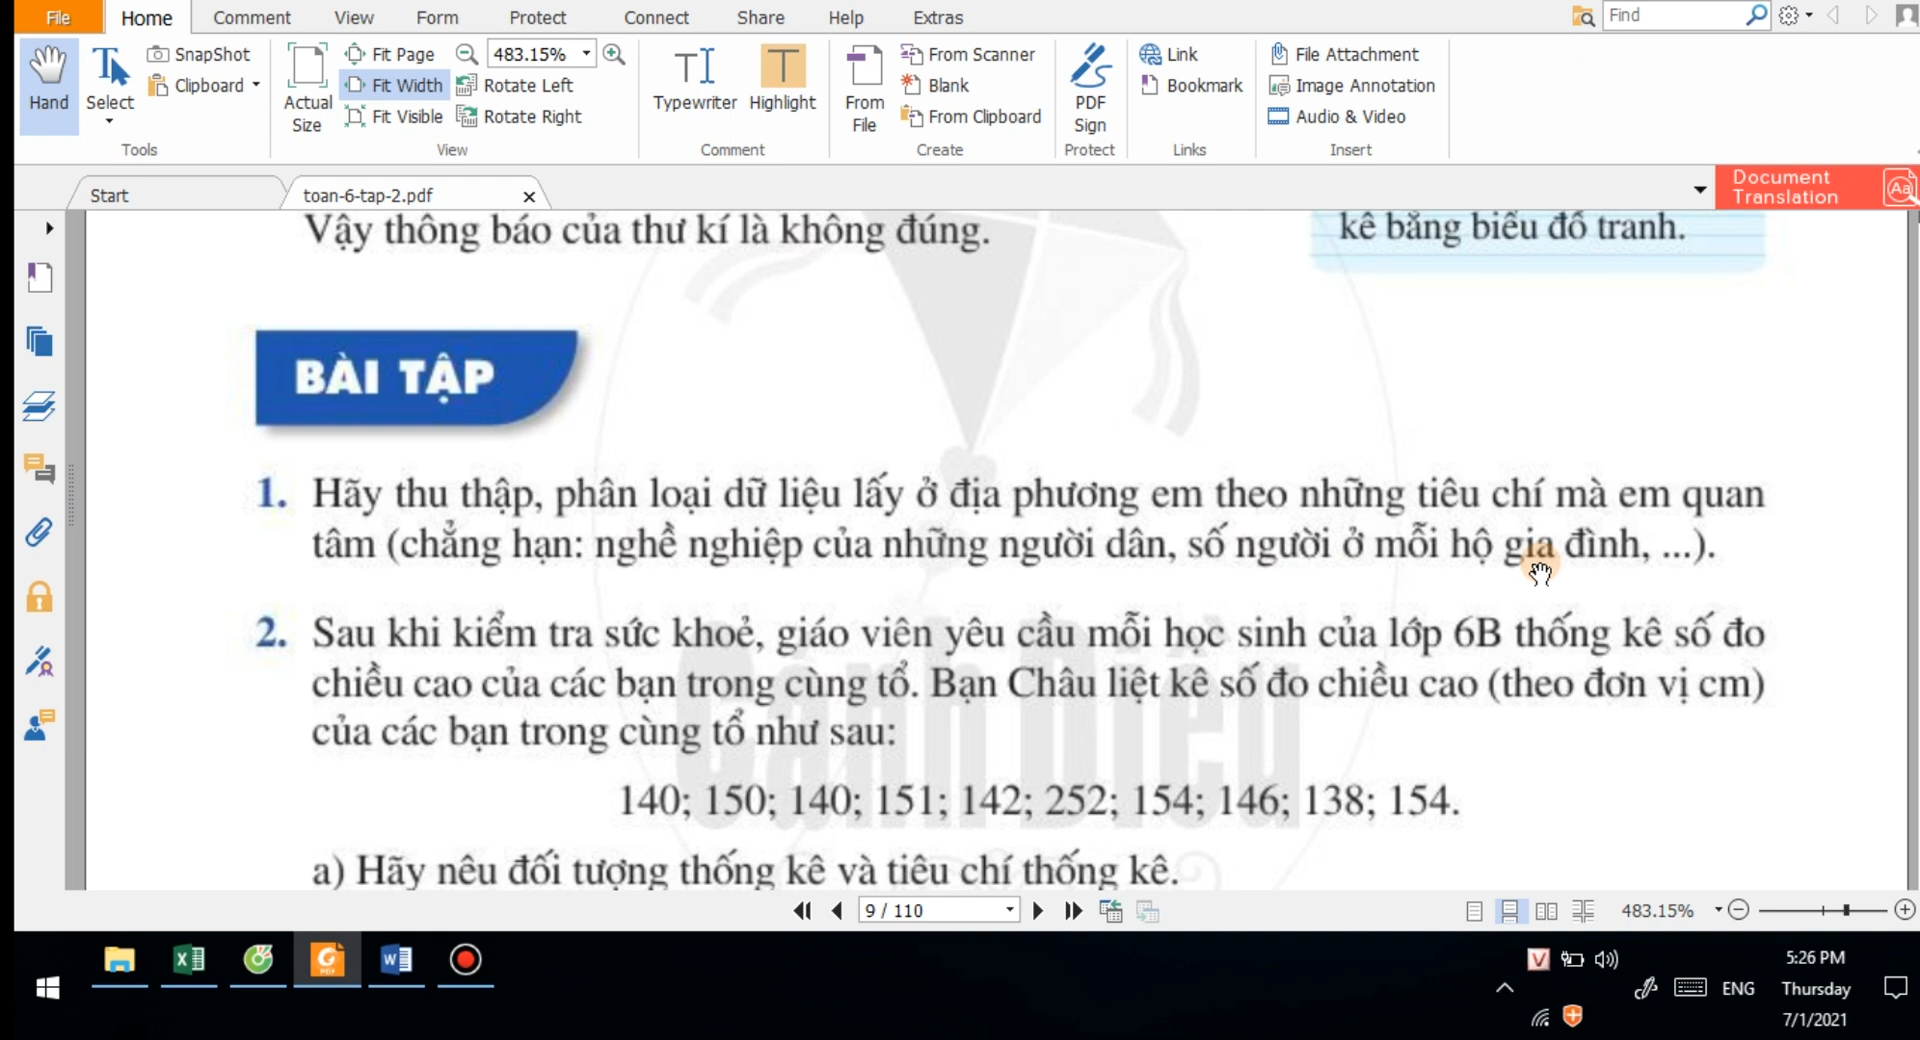 File Home Comment View Form Protect Connect Share Help Extras Find
Hand
Select
SnapShot
Clipboard
Tools
Actual Size
Fit Page
Fit Width
Fit Visible
483.15%
Rotate Left
Rotate Right
View
Typewriter
Highlight
Comment
From File
From Scanner
Blank
From Clipboard
Create
PDF Sign
Protect
Link
Bookmark
Links
File Attachment
Image Annotation
Audio & Video
Insert
Start
toan-6-tap-2.pdf
Document
Translation
Vậy thông báo của thư kí là không đúng.
kê bằng biểu đồ tranh.
BÀI TẬP
1. Hãy thu thập, phân loại dữ liệu lấy ở địa phương em theo những tiêu chí mà em quan
tâm (chẳng hạn: nghề nghiệp của những người dân, số người ở mỗi hộ gia đình, ...).
2. Sau khi kiểm tra sức khoẻ, giáo viên yêu cầu mỗi học sinh của lớp 6B thống kê số đo
chiều cao của các bạn trong cùng tổ. Bạn Châu liệt kê số đo chiều cao (theo đơn vị cm)
của các bạn trong cùng tổ như sau:
140; 150; 140; 151; 142; 252; 154; 146; 138; 154.
a) Hãy nêu đối tượng thống kê và tiêu chí thống kê.
Cánh Diều
9 / 110
483.15%
5:26 PM
ENG Thursday
7/1/2021